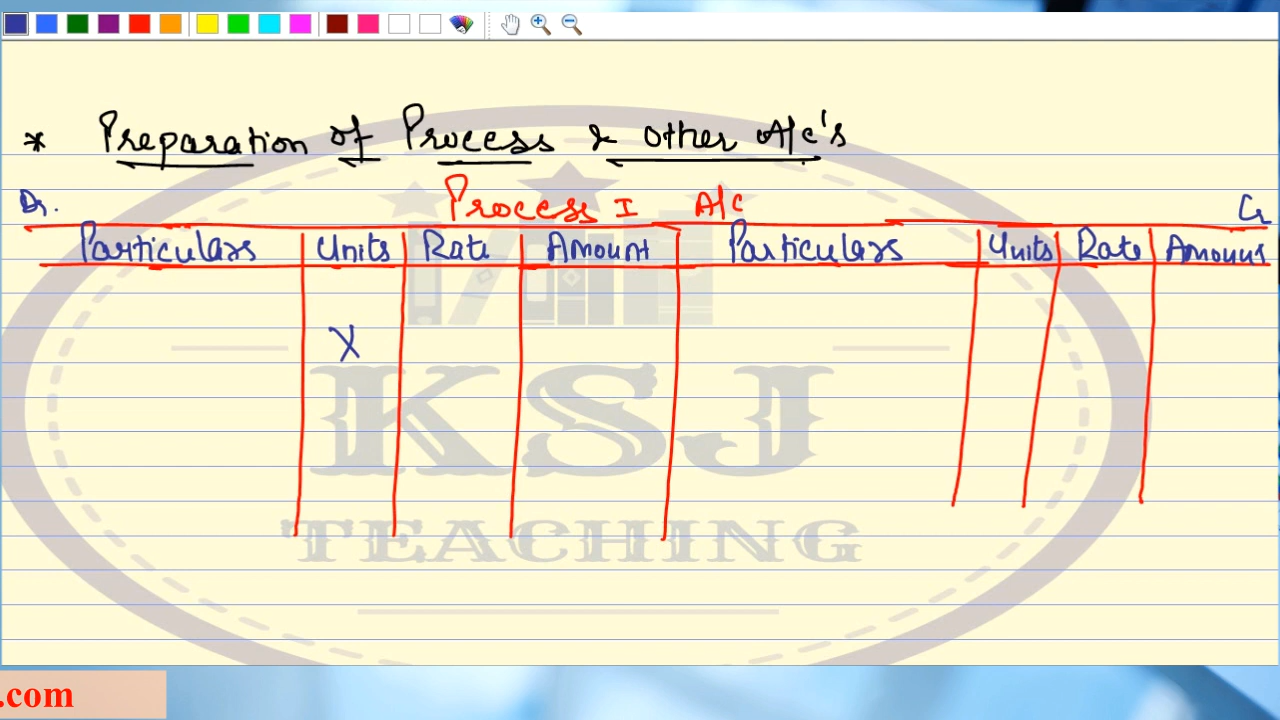 * Preparation of Process & Other A/c's
Dr. Process I A/c Cr
Particulars Units Rate Amount Particulars Units Rate Amount
X
KSJ
TEACHING
.com